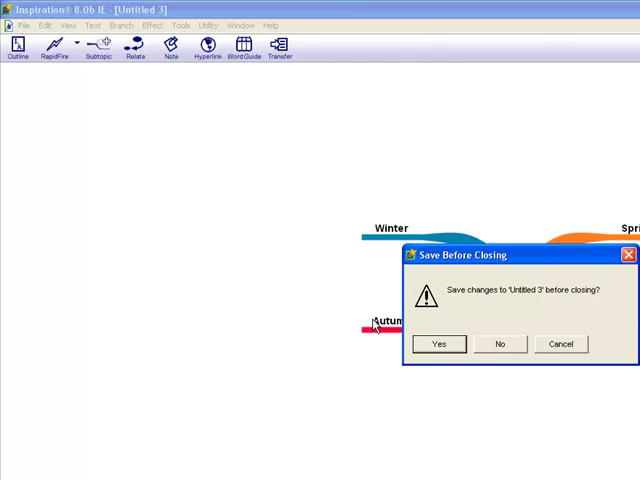 Inspiration® 8.0b IE - [Untitled 3]
File Edit View Text Branch Effect Tools Utility Window Help
Outline RapidFire Subtopic Relate Note Hyperlink WordGuide Transfer
Winter
Spri
Save Before Closing
Save changes to 'Untitled 3' before closing?
Autum
Yes No Cancel